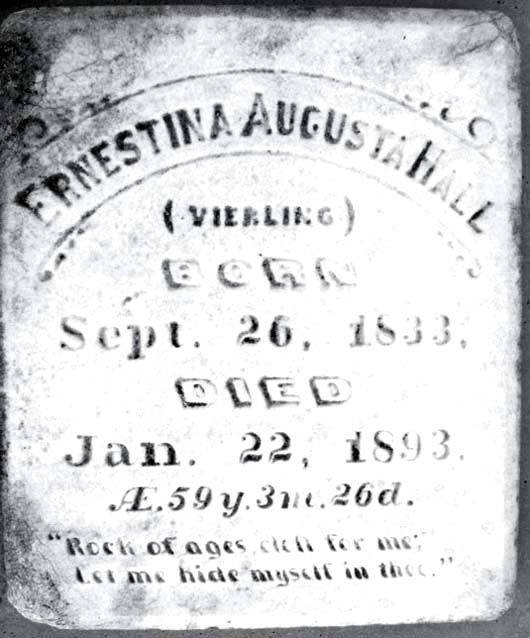 ERNESTINA AUGUSTA HALL
(VIERLING)
BORN
Sept. 26, 1833,
DIED
Jan. 22, 1893.
Æ. 59 y. 3 m. 26 d.
"Rock of ages, cleft for me;
Let me hide myself in thee."